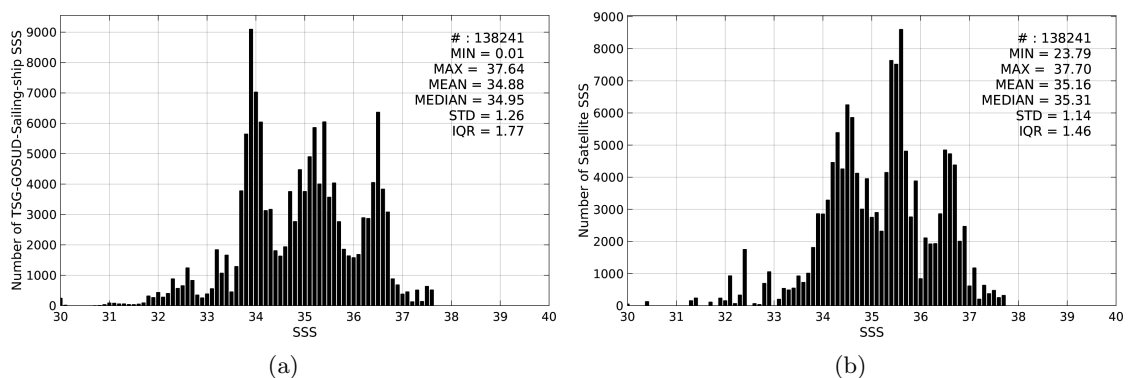 Number of TSG-GOSUD-Sailing-ship SSS
9000
8000
7000
6000
5000
4000
3000
2000
1000
0
# : 138241
MIN = 0.01
MAX = 37.64
MEAN = 34.88
MEDIAN = 34.95
STD = 1.26
IQR = 1.77
30 31 32 33 34 35 36 37 38 39 40
SSS
(a)
Number of Satellite SSS
9000
8000
7000
6000
5000
4000
3000
2000
1000
0
# : 138241
MIN = 23.79
MAX = 37.70
MEAN = 35.16
MEDIAN = 35.31
STD = 1.14
IQR = 1.46
30 31 32 33 34 35 36 37 38 39 40
SSS
(b)